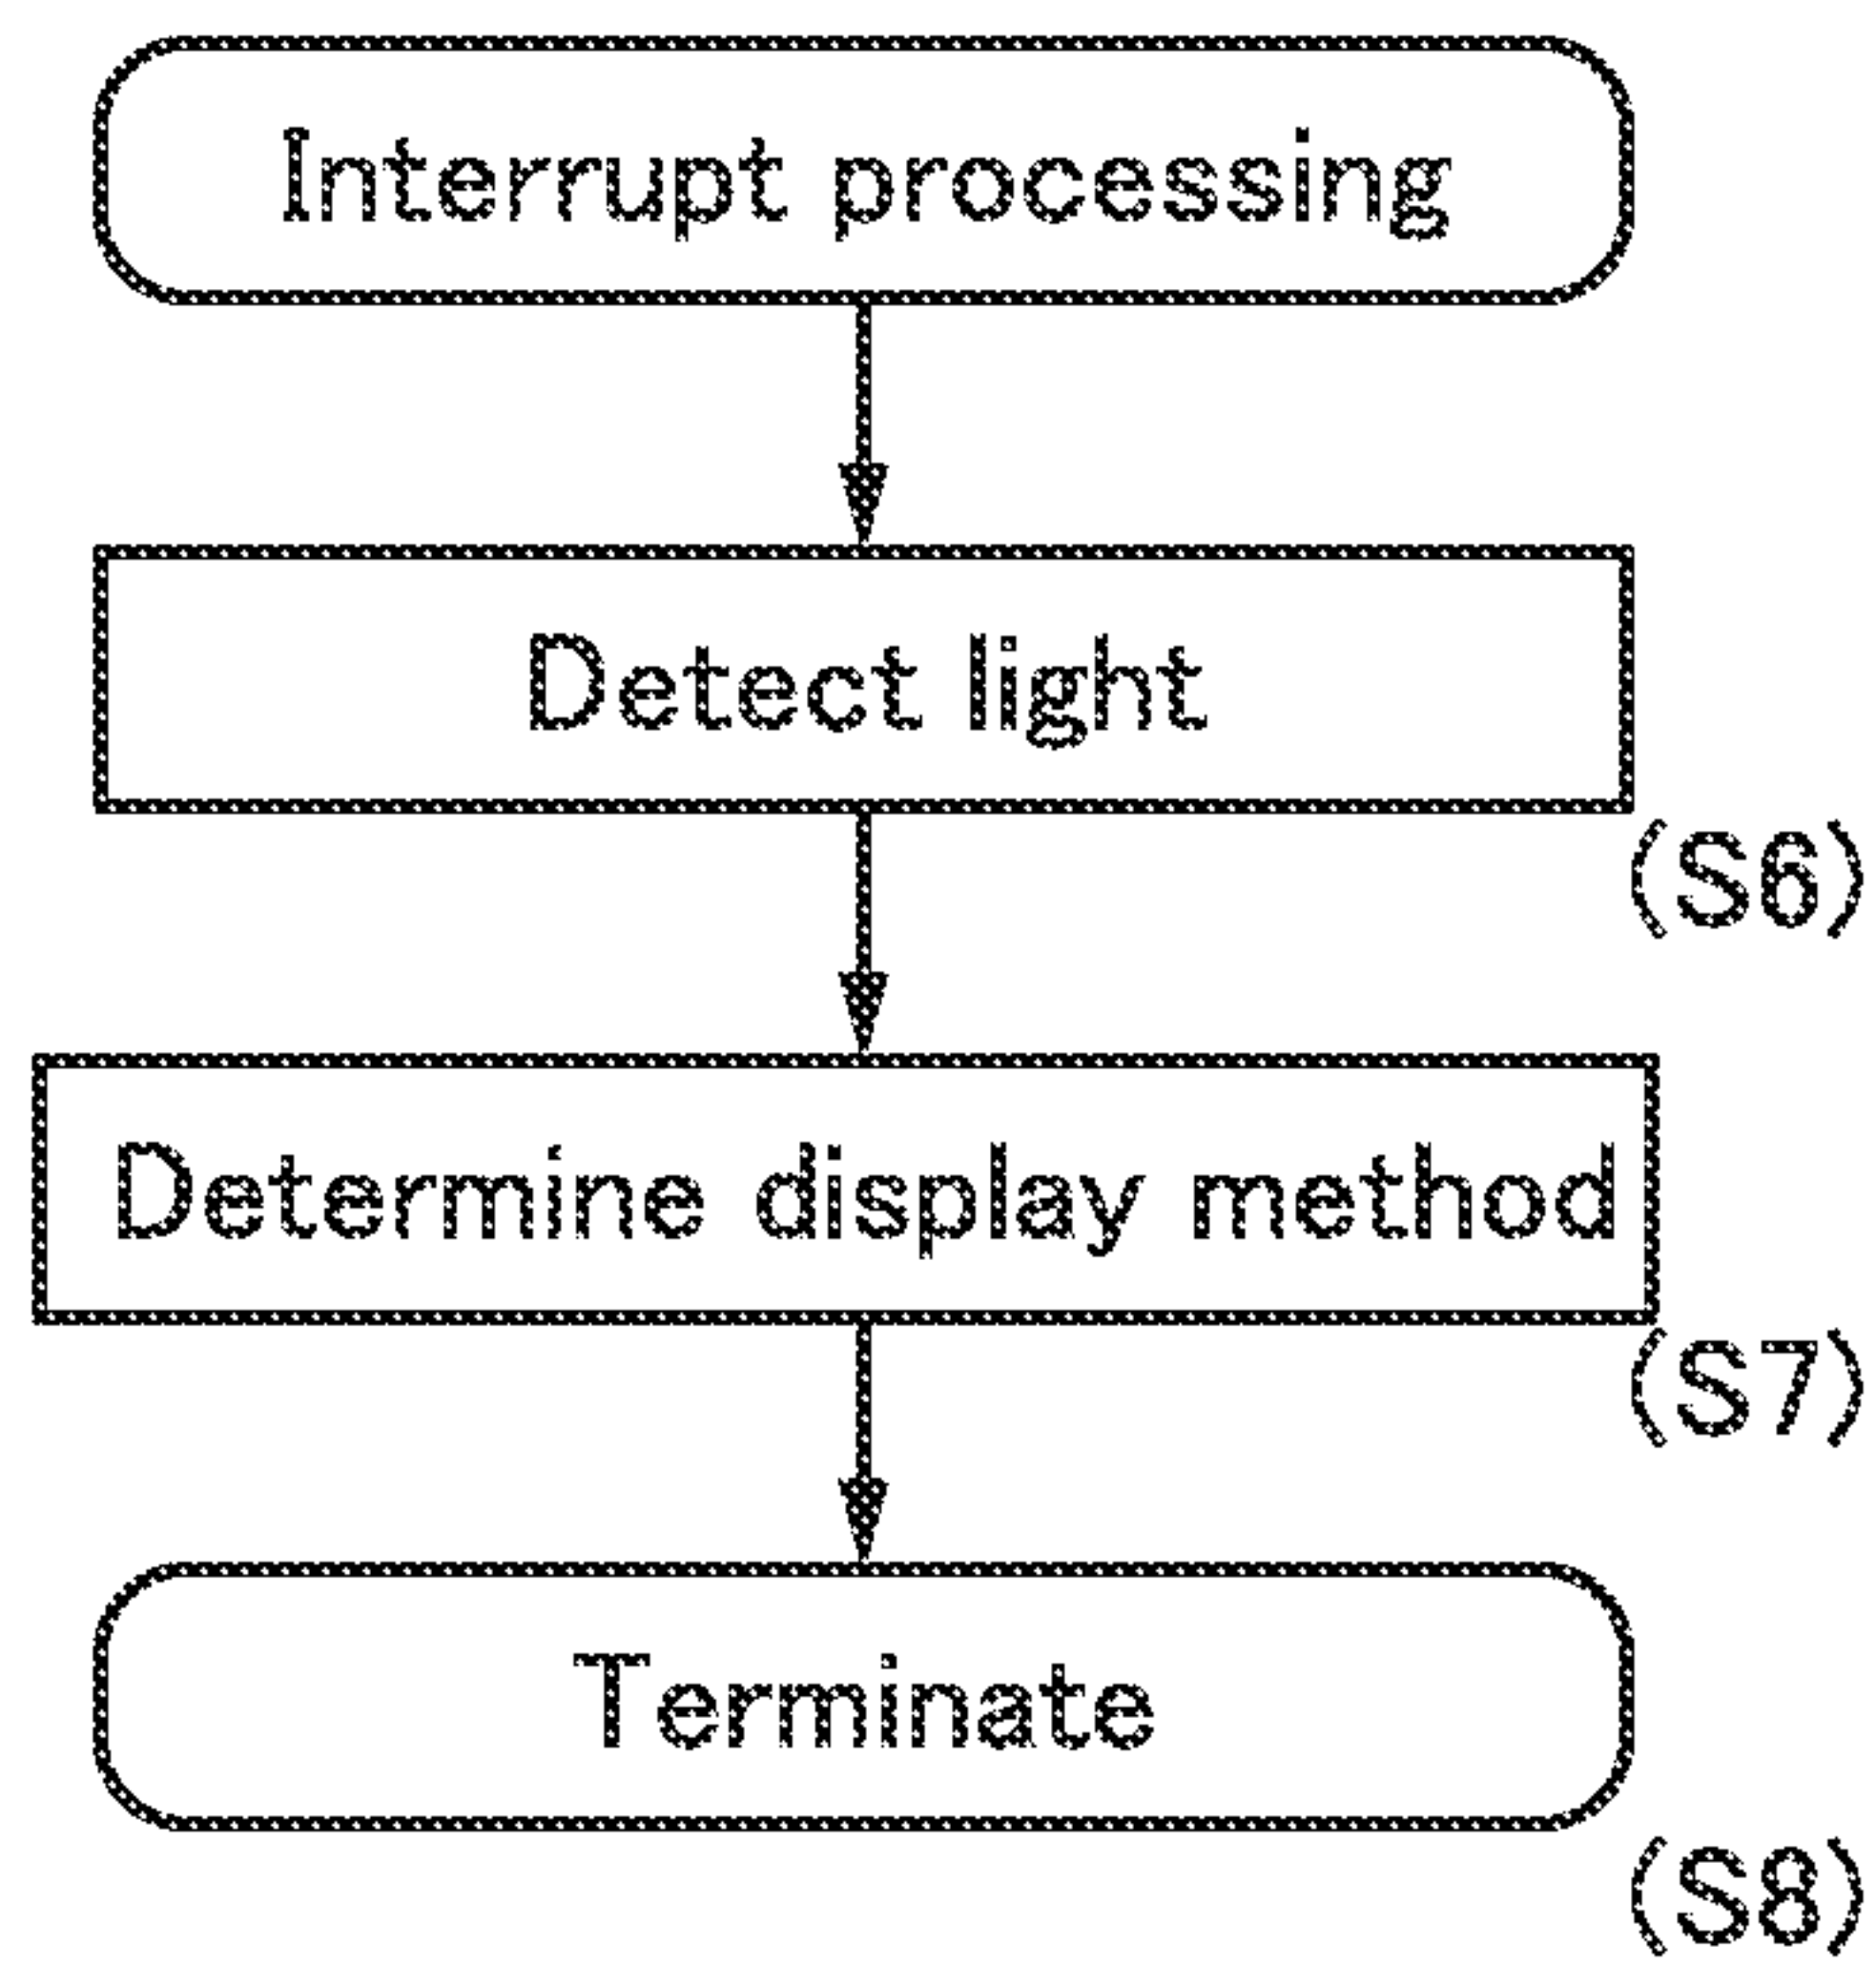 Interrupt processing
Detect light
(S6)
Determine display method
(S7)
Terminate
(S8)